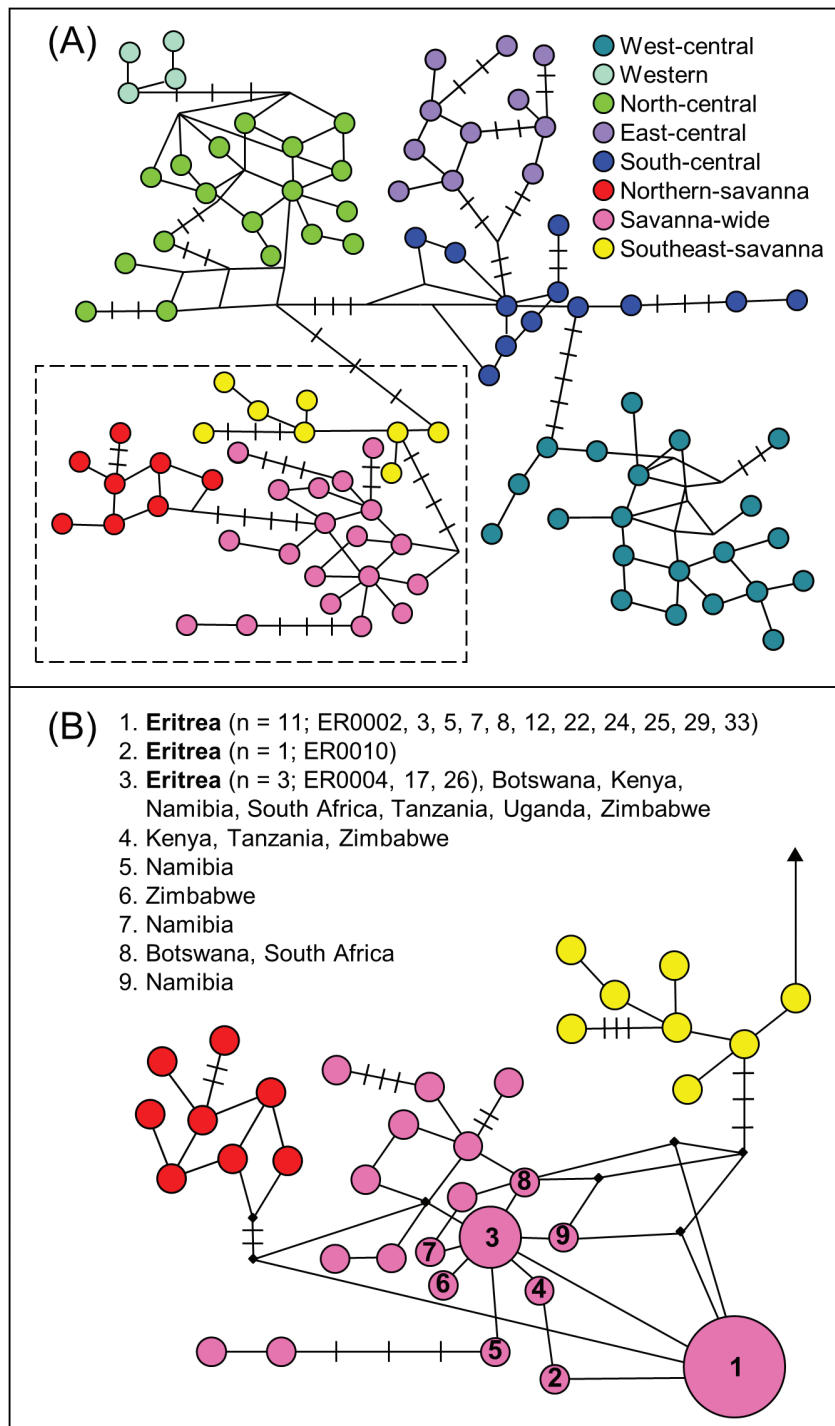 (A)
West-central
Western
North-central
East-central
South-central
Northern-savanna
Savanna-wide
Southeast-savanna
(B)
1. Eritrea (n = 11; ER0002, 3, 5, 7, 8, 12, 22, 24, 25, 29, 33)
2. Eritrea (n = 1; ER0010)
3. Eritrea (n = 3; ER0004, 17, 26), Botswana, Kenya,
Namibia, South Africa, Tanzania, Uganda, Zimbabwe
4. Kenya, Tanzania, Zimbabwe
5. Namibia
6. Zimbabwe
7. Namibia
8. Botswana, South Africa
9. Namibia
8
3
9
7
6
4
5
2
1